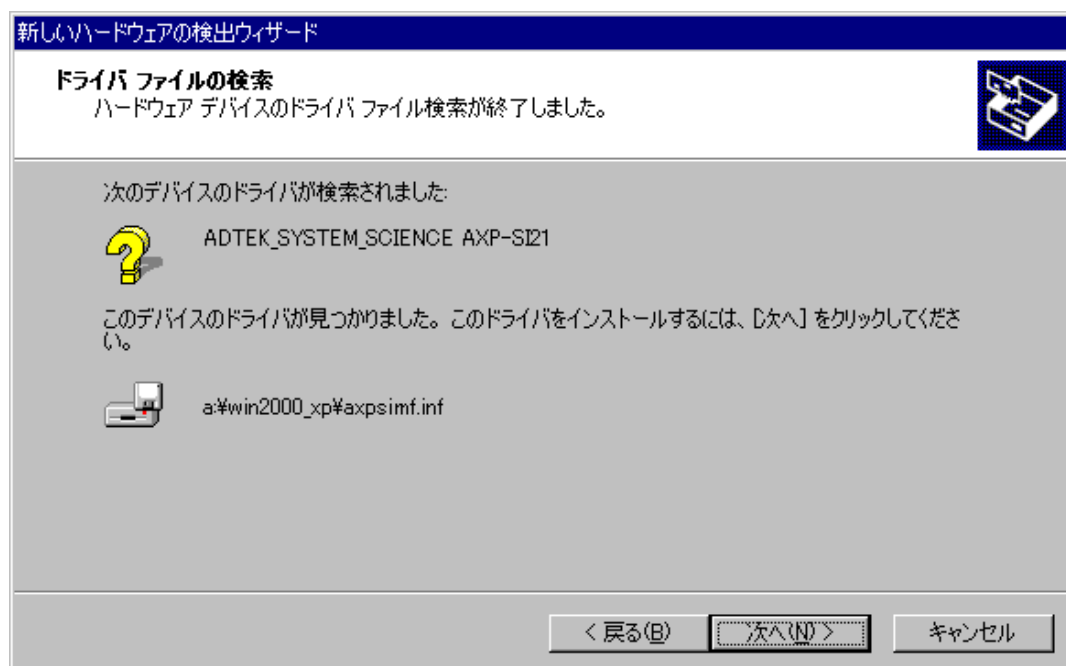 新しいハードウェアの検出ウィザード
ドライバ ファイルの検索
ハードウェア デバイスのドライバ ファイル検索が終了しました。
次のデバイスのドライバが検索されました:
ADTEK_SYSTEM_SCIENCE AXP-SI21
このデバイスのドライバが見つかりました。このドライバをインストールするには、[次へ] をクリックしてくださ
い。
a:¥win2000_xp¥axpsimf.inf
< 戻る(B)
次へ(N) >
キャンセル